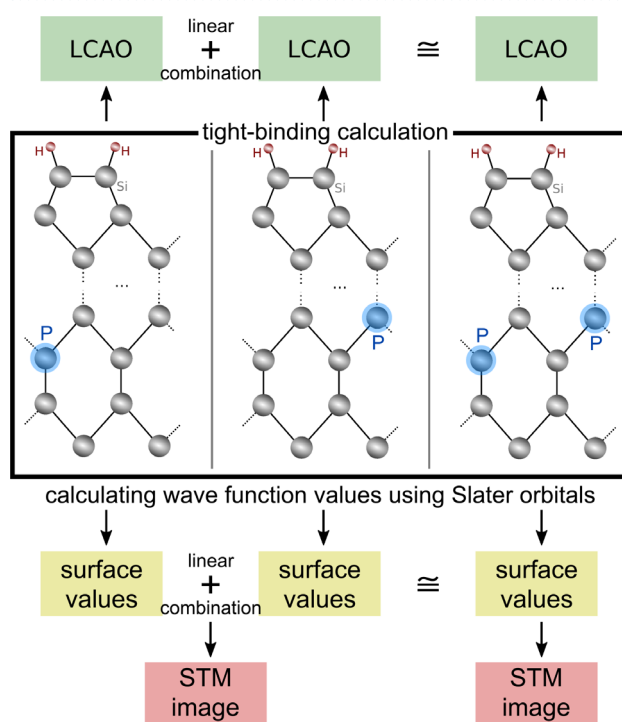 linear
LCAO + LCAO ≅ LCAO
combination
tight-binding calculation
H H H H H H
Si Si Si
... ... ...
P P P P
calculating wave function values using Slater orbitals
linear
surface values + surface values ≅ surface values
combination
STM image STM image